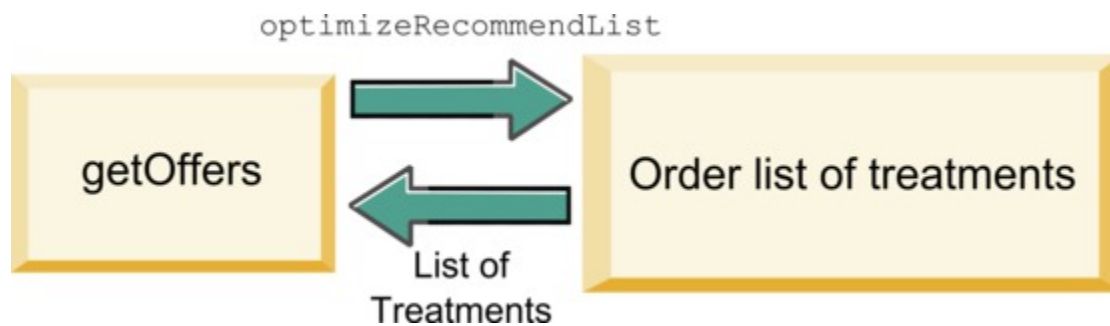 optimizeRecommendList
getOffers
Order list of treatments
List of
Treatments